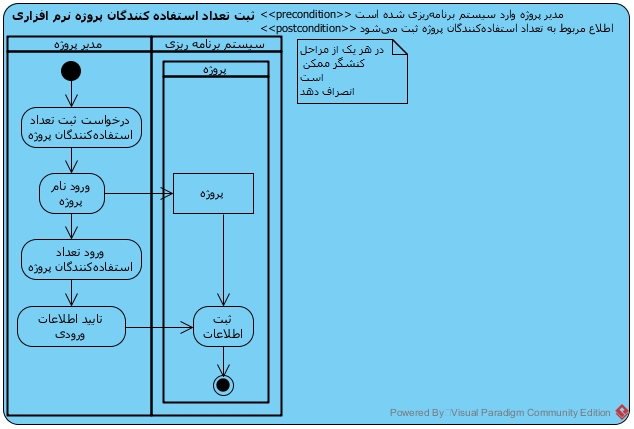 ثبت تعداد استفاده کنندگان پروژه نرم افزاری
<<precondition>> مدیر پروژه وارد سیستم برنامه‌ریزی شده است
<<postcondition>> اطلاع مربوط به تعداد استفاده‌کنندگان پروژه ثبت می‌شود
مدیر پروژه
سیستم برنامه ریزی
در هر یک از مراحل
کنشگر ممکن
است
انصراف دهد
پروژه
درخواست ثبت تعداد
استفاده‌کنندگان پروژه
ورود نام
پروژه
پروژه
ورود تعداد
استفاده‌کنندگان پروژه
تایید اطلاعات
ورودی
ثبت
اطلاعات
Powered By Visual Paradigm Community Edition